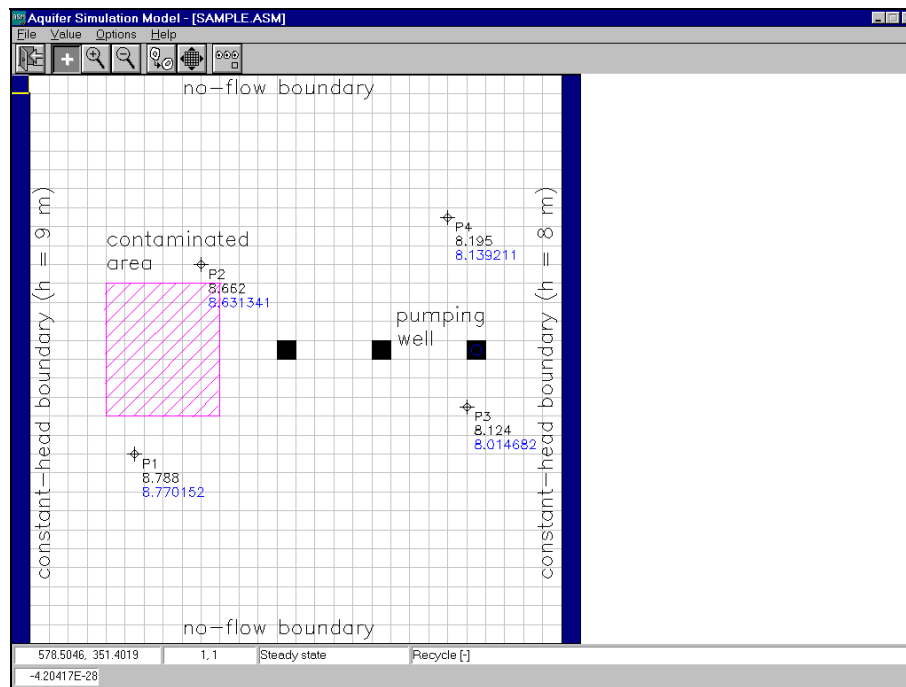 Aquifer Simulation Model - [SAMPLE.ASM]
File Value Options Help
no-flow boundary
constant-head boundary (h = 9 m)
constant-head boundary (h = 8 m)
P4
8.195
8.139211
contaminated
area
P2
8.662
8.631341
pumping
well
P3
8.124
8.014682
P1
8.788
8.770152
no-flow boundary
578.5046, 351.4019 1, 1 Steady state Recycle [-]
-4.20417E-28